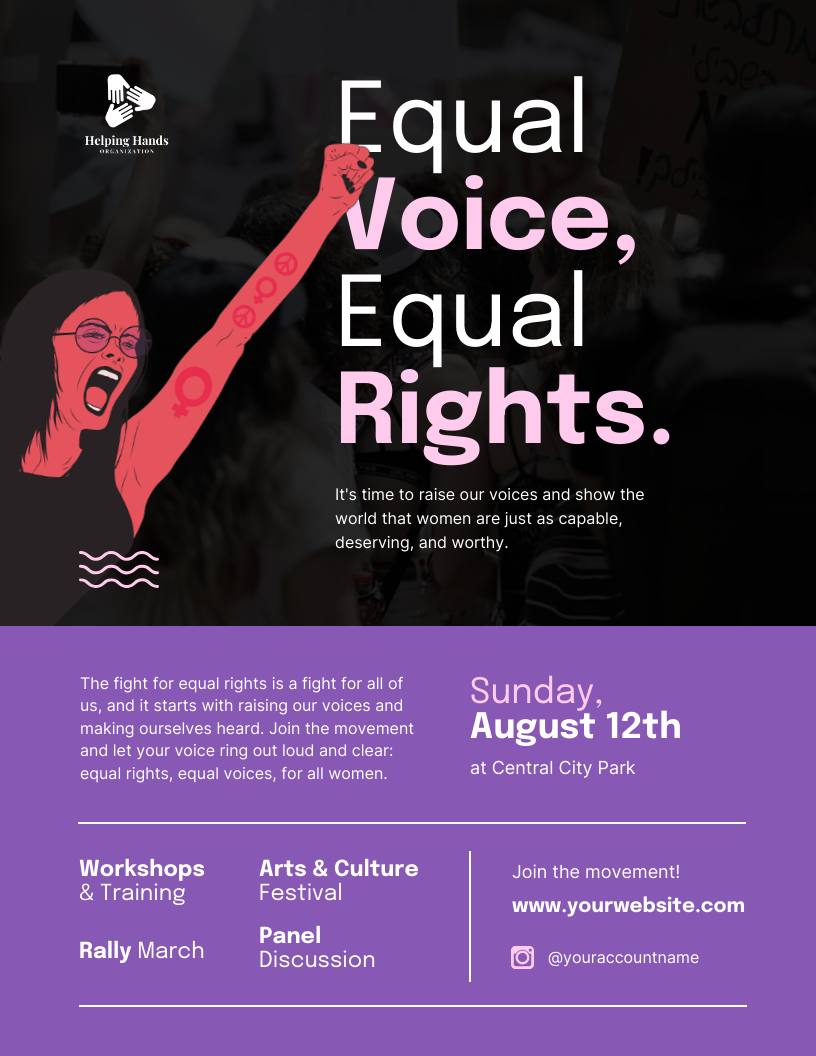 Helping Hands
ORGANIZATION
Equal
Voice,
Equal
Rights.
It's time to raise our voices and show the
world that women are just as capable,
deserving, and worthy.
The fight for equal rights is a fight for all of
us, and it starts with raising our voices and
making ourselves heard. Join the movement
and let your voice ring out loud and clear:
equal rights, equal voices, for all women.
Sunday,
August 12th
at Central City Park
Workshops
& Training
Rally March
Arts & Culture
Festival
Panel
Discussion
Join the movement!
www.yourwebsite.com
@youraccountname